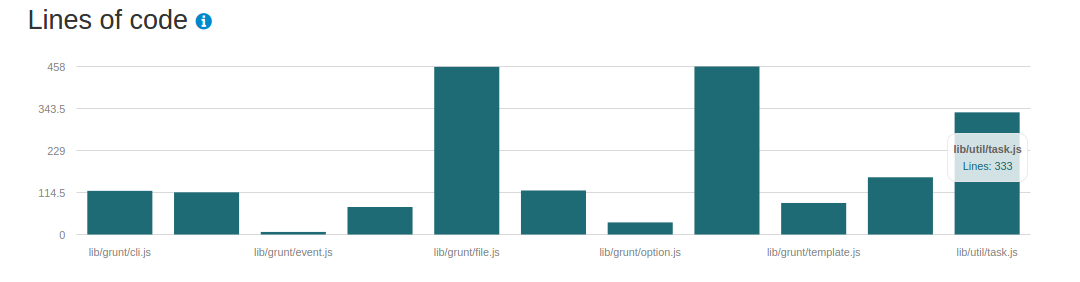 Lines of code
458
343.5
229
114.5
0
lib/util/task.js
Lines: 333
lib/grunt/cli.js
lib/grunt/event.js
lib/grunt/file.js
lib/grunt/option.js
lib/grunt/template.js
lib/util/task.js